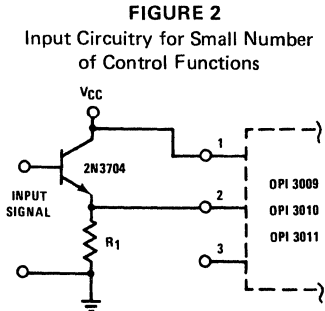 FIGURE 2
Input Circuitry for Small Number
of Control Functions
VCC
1
2N3704
OPI 3009
INPUT
SIGNAL
2
OPI 3010
R1
3
OPI 3011